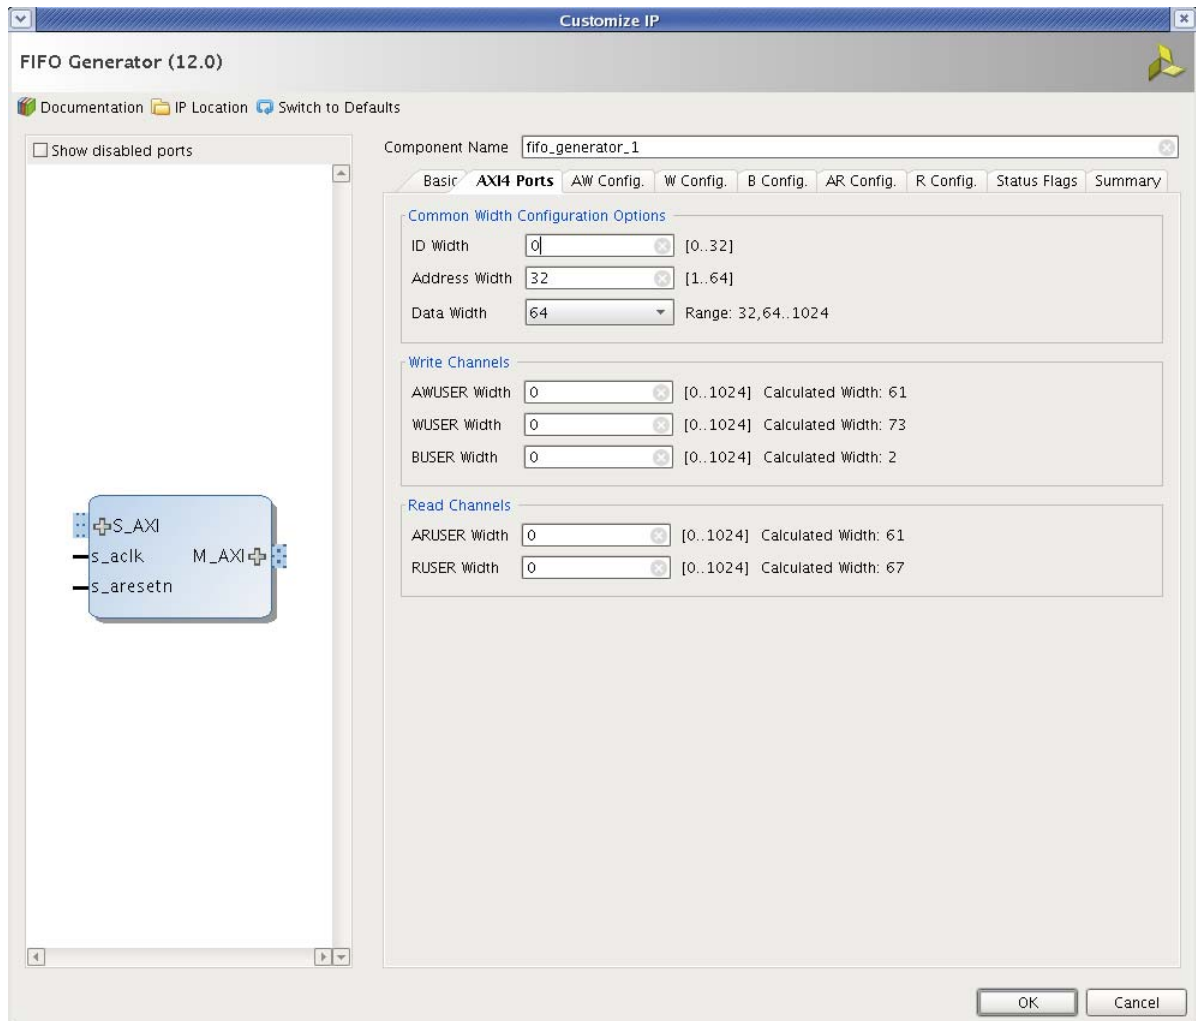 Customize IP
FIFO Generator (12.0)
Documentation IP Location Switch to Defaults
Show disabled ports
S_AXI
s_aclk M_AXI
s_aresetn
Component Name fifo_generator_1
Basic AXI4 Ports AW Config. W Config. B Config. AR Config. R Config. Status Flags Summary
Common Width Configuration Options
ID Width 0 [0..32]
Address Width 32 [1..64]
Data Width 64 Range: 32,64..1024
Write Channels
AWUSER Width 0 [0..1024] Calculated Width: 61
WUSER Width 0 [0..1024] Calculated Width: 73
BUSER Width 0 [0..1024] Calculated Width: 2
Read Channels
ARUSER Width 0 [0..1024] Calculated Width: 61
RUSER Width 0 [0..1024] Calculated Width: 67
OK Cancel